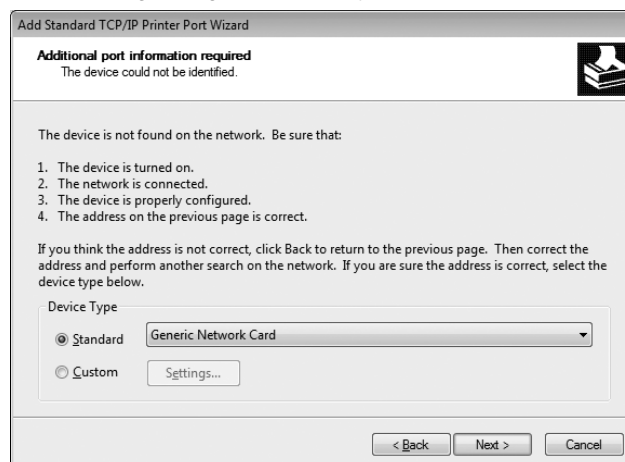 Add Standard TCP/IP Printer Port Wizard
Additional port information required
The device could not be identified.
The device is not found on the network. Be sure that:
1. The device is turned on.
2. The network is connected.
3. The device is properly configured.
4. The address on the previous page is correct.
If you think the address is not correct, click Back to return to the previous page. Then correct the
address and perform another search on the network. If you are sure the address is correct, select the
device type below.
Device Type
Standard
Generic Network Card
Custom
Settings...
< Back
Next >
Cancel